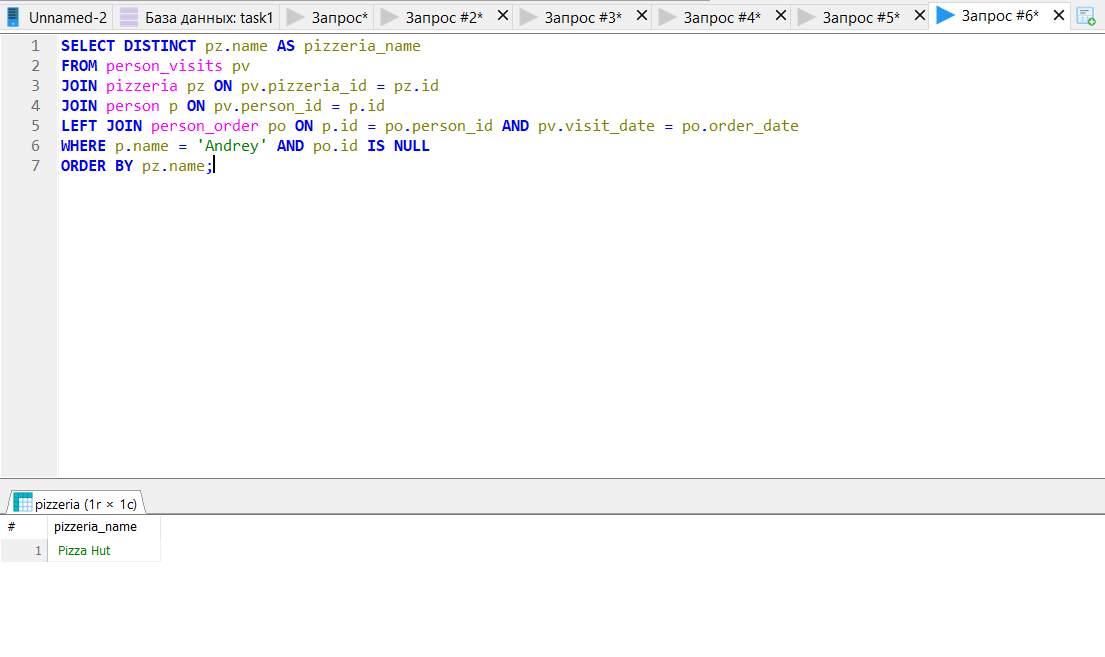 Unnamed-2 База данных: task1 Запрос* Запрос #2* Запрос #3* Запрос #4* Запрос #5* Запрос #6*
1 SELECT DISTINCT pz.name AS pizzeria_name
2 FROM person_visits pv
3 JOIN pizzeria pz ON pv.pizzeria_id = pz.id
4 JOIN person p ON pv.person_id = p.id
5 LEFT JOIN person_order po ON p.id = po.person_id AND pv.visit_date = po.order_date
6 WHERE p.name = 'Andrey' AND po.id IS NULL
7 ORDER BY pz.name;
pizzeria (1r × 1c)
# pizzeria_name
1 Pizza Hut